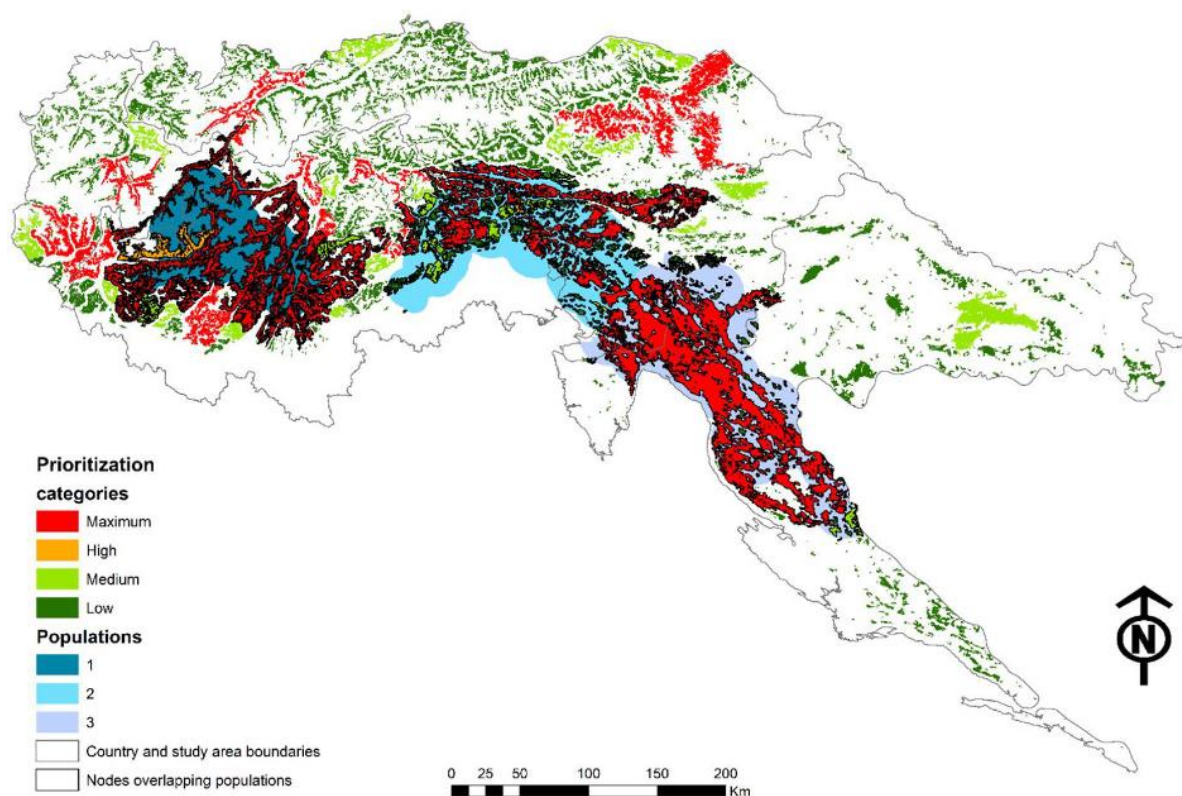 Prioritization
categories
Maximum
High
Medium
Low
Populations
1
2
3
Country and study area boundaries
Nodes overlapping populations
N
0 25 50 100 150 200
Km